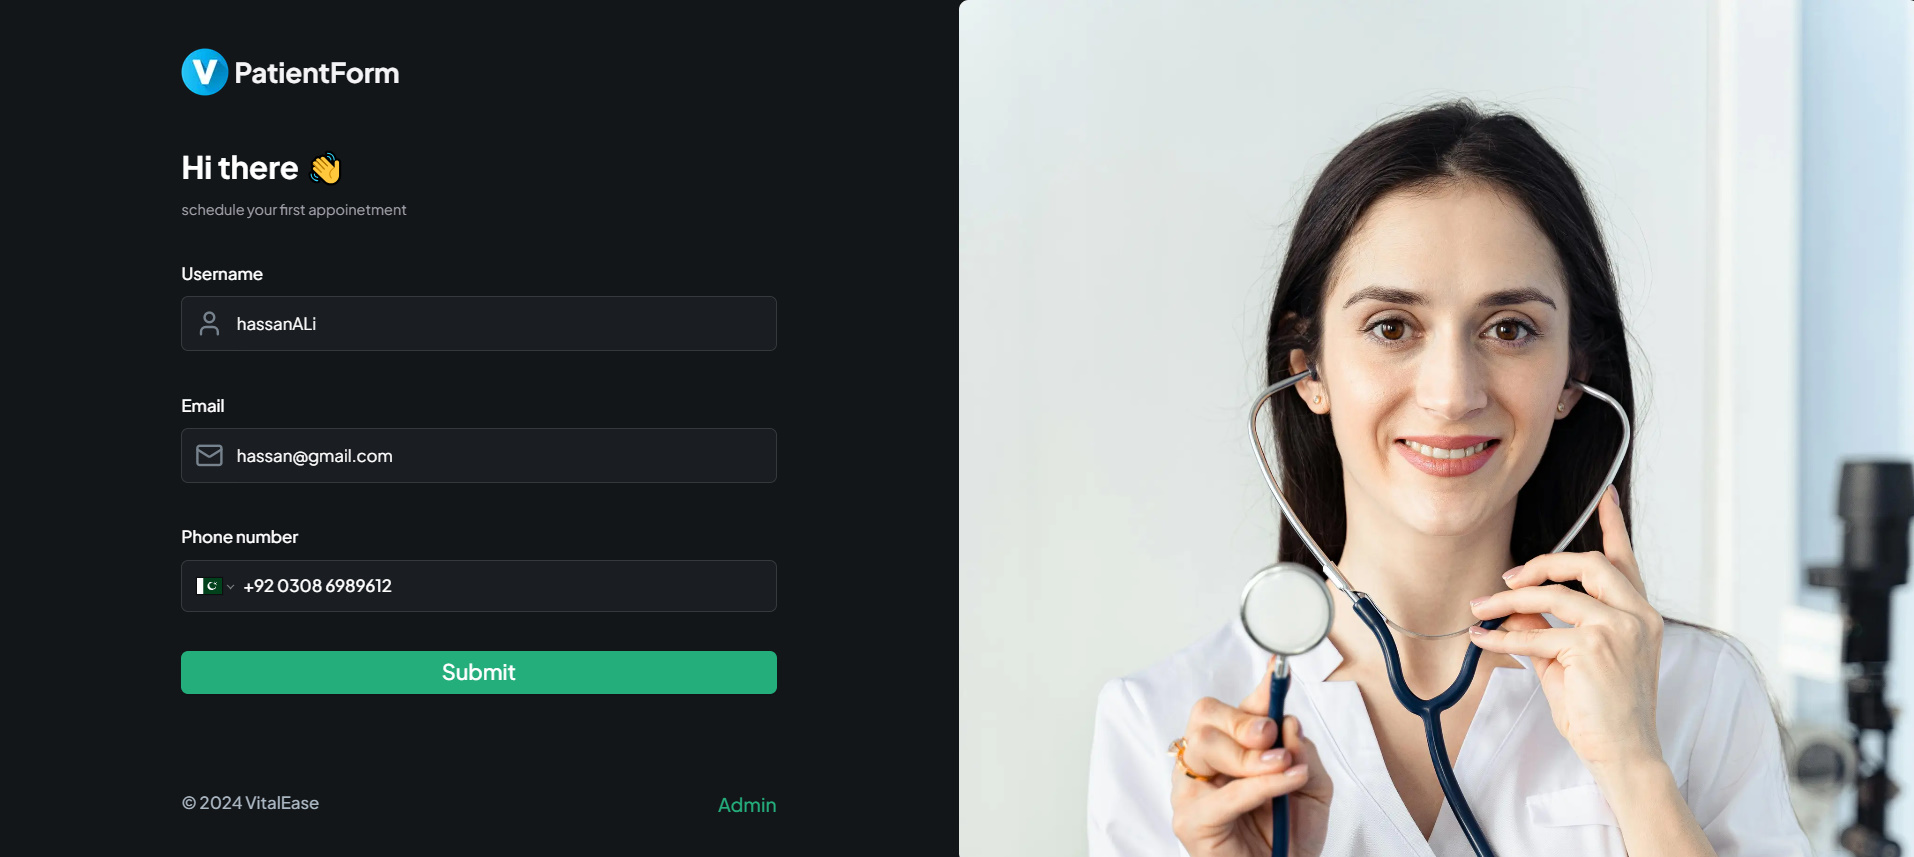 V PatientForm
Hi there 👋
schedule your first appoinetment
Username
hassanALi
Email
hassan@gmail.com
Phone number
+92 0308 6989612
Submit
© 2024 VitalEase
Admin